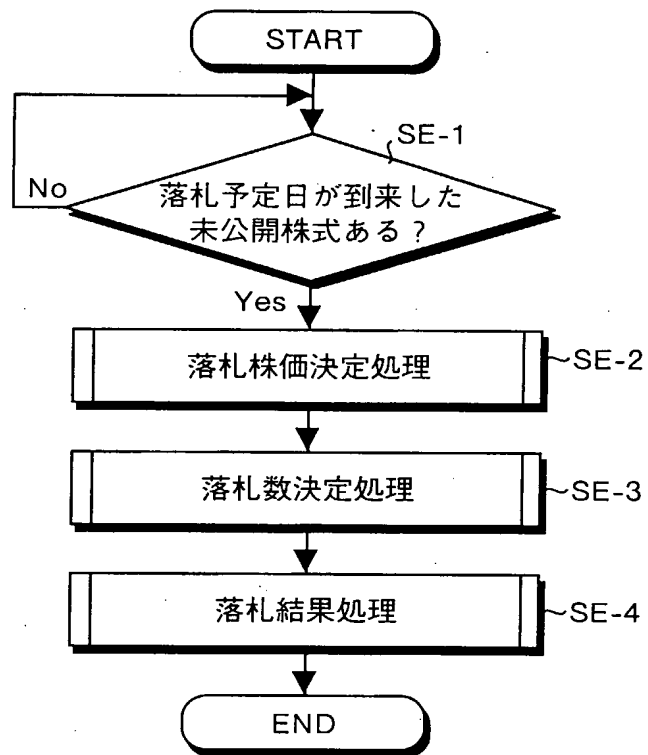 START
SE-1
No
落札予定日が到来した
未公開株式ある?
Yes
落札株価決定処理
SE-2
落札数決定処理
SE-3
落札結果処理
SE-4
END